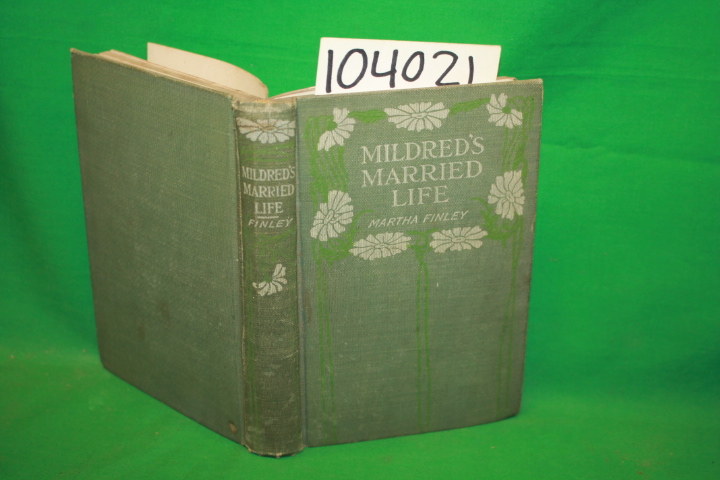 104021
MILDRED'S
MARRIED
LIFE
MARTHA FINLEY
MILDRED'S
MARRIED
LIFE
FINLEY